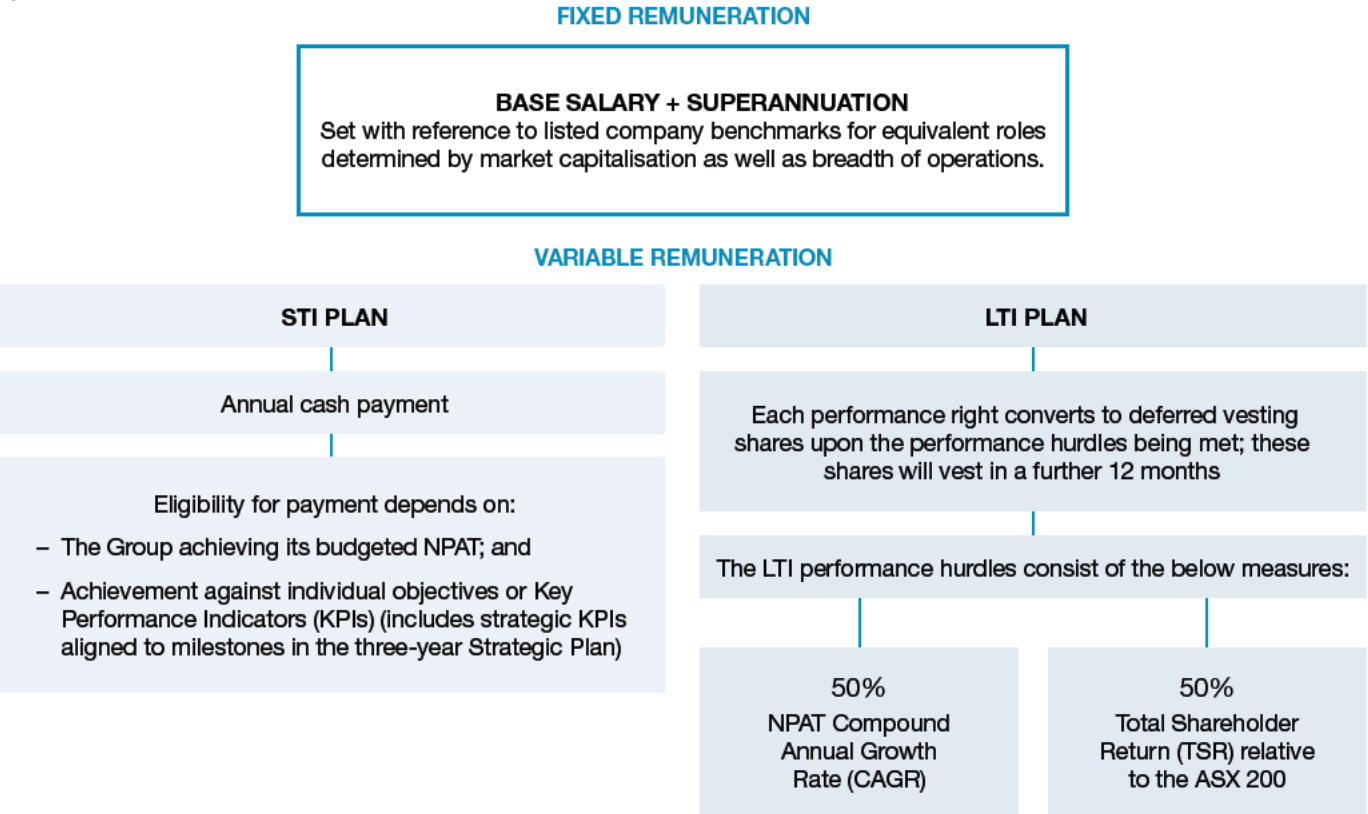 FIXED REMUNERATION
BASE SALARY + SUPERANNUATION
Set with reference to listed company benchmarks for equivalent roles
determined by market capitalisation as well as breadth of operations.
VARIABLE REMUNERATION
STI PLAN
Annual cash payment
Eligibility for payment depends on:
– The Group achieving its budgeted NPAT; and
– Achievement against individual objectives or Key
Performance Indicators (KPIs) (includes strategic KPIs
aligned to milestones in the three-year Strategic Plan)
LTI PLAN
Each performance right converts to deferred vesting
shares upon the performance hurdles being met; these
shares will vest in a further 12 months
The LTI performance hurdles consist of the below measures:
50%
NPAT Compound
Annual Growth
Rate (CAGR)
50%
Total Shareholder
Return (TSR) relative
to the ASX 200